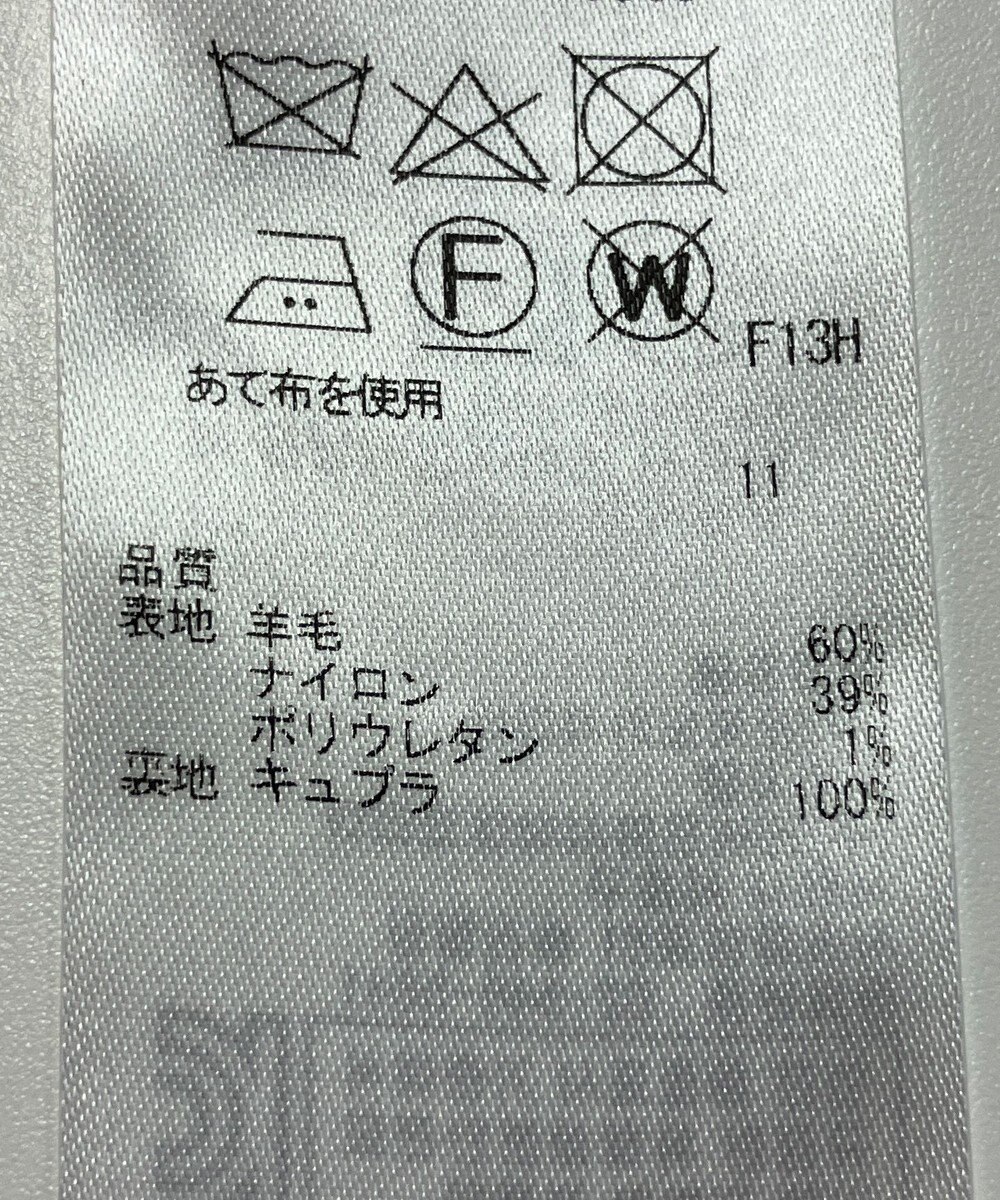 F
W
F13H
あて布を使用
11
品質
表地 羊毛 60%
ナイロン 39%
ポリウレタン 1%
裏地 キュプラ 100%